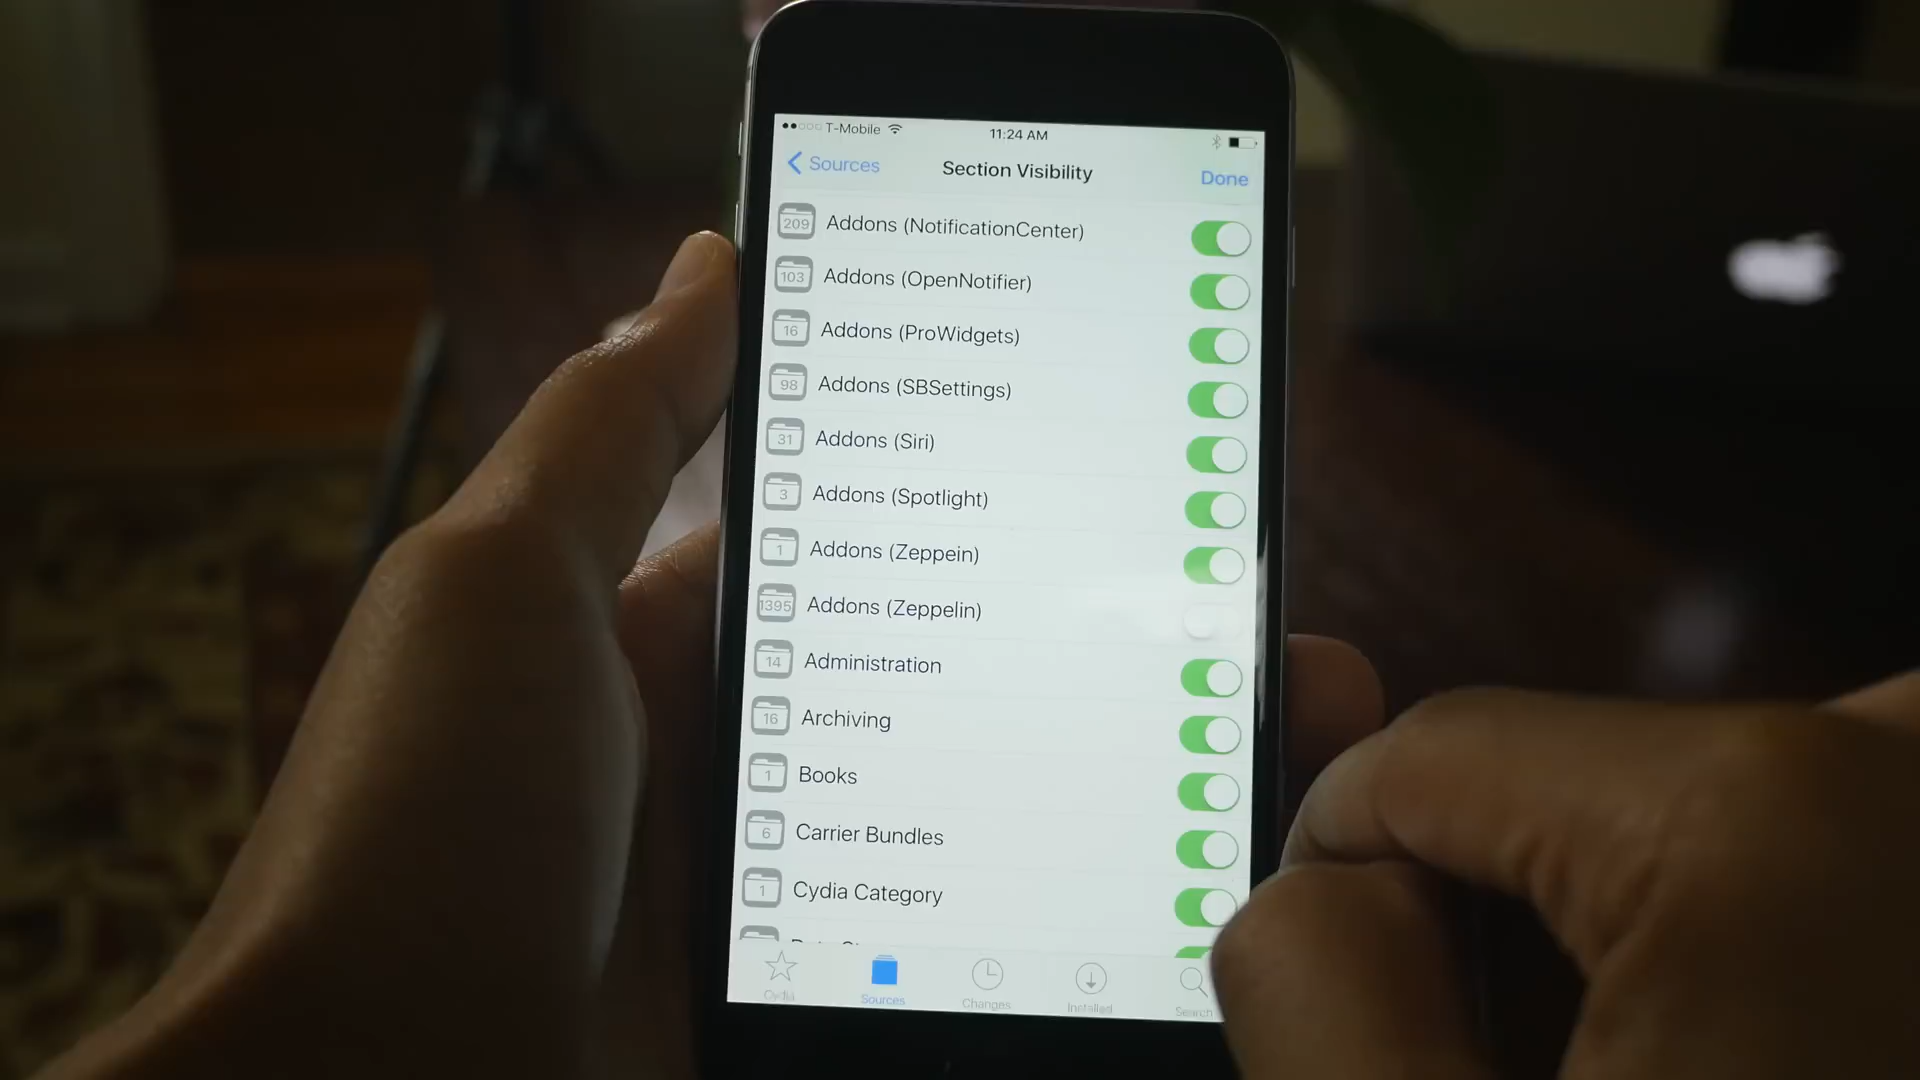 T-Mobile 11:24 AM
Sources Section Visibility Done
209 Addons (NotificationCenter)
103 Addons (OpenNotifier)
16 Addons (ProWidgets)
98 Addons (SBSettings)
31 Addons (Siri)
3 Addons (Spotlight)
1 Addons (Zeppein)
1395 Addons (Zeppelin)
14 Administration
16 Archiving
1 Books
6 Carrier Bundles
1 Cydia Category
Cydia Sources Changes Installed Search